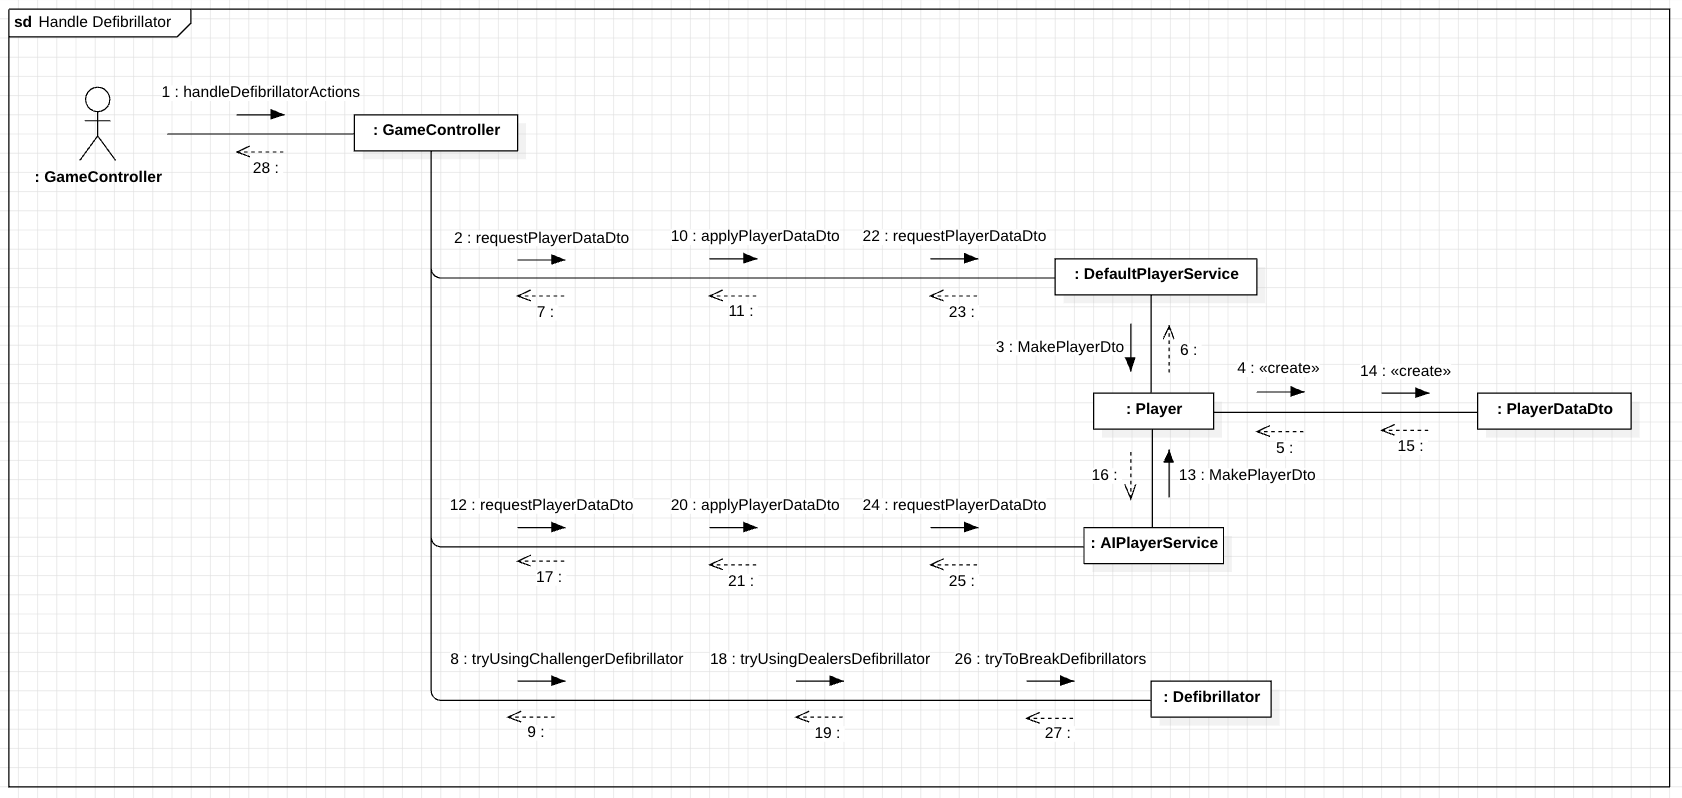 sd Handle Defibrillator
1 : handleDefibrillatorActions
: GameController
28 :
: GameController
2 : requestPlayerDataDto
10 : applyPlayerDataDto
22 : requestPlayerDataDto
: DefaultPlayerService
7 :
11 :
23 :
3 : MakePlayerDto
6 :
4 : «create»
14 : «create»
: Player
: PlayerDataDto
5 :
15 :
16 :
13 : MakePlayerDto
12 : requestPlayerDataDto
20 : applyPlayerDataDto
24 : requestPlayerDataDto
: AIPlayerService
17 :
21 :
25 :
8 : tryUsingChallengerDefibrillator
18 : tryUsingDealersDefibrillator
26 : tryToBreakDefibrillators
: Defibrillator
9 :
19 :
27 :